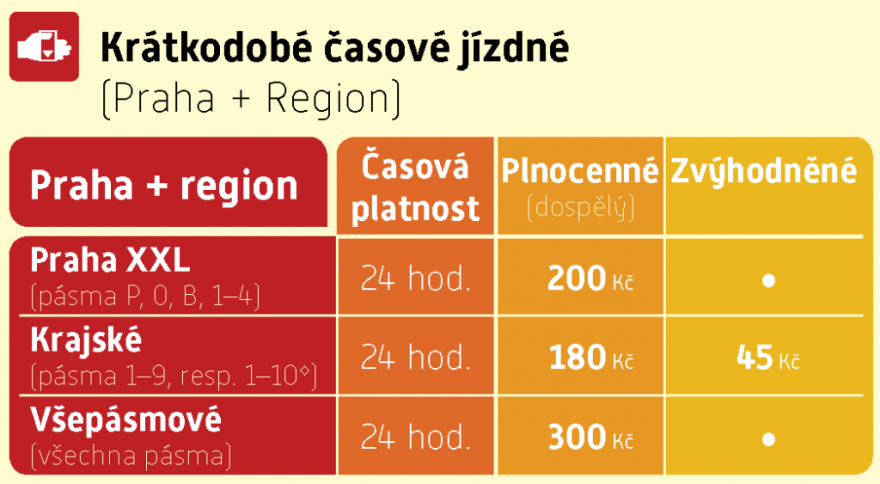 Krátkodobé časové jízdné
(Praha + Region)
Praha + region
Časová
platnost
Plnocenné
(dospělý)
Zvýhodněné
Praha XXL
(pásma P, 0, B, 1–4)
24 hod.
200 Kč
•
Krajské
(pásma 1–9, resp. 1–10⋄)
24 hod.
180 Kč
45 Kč
Všepásmové
(všechna pásma)
24 hod.
300 Kč
•